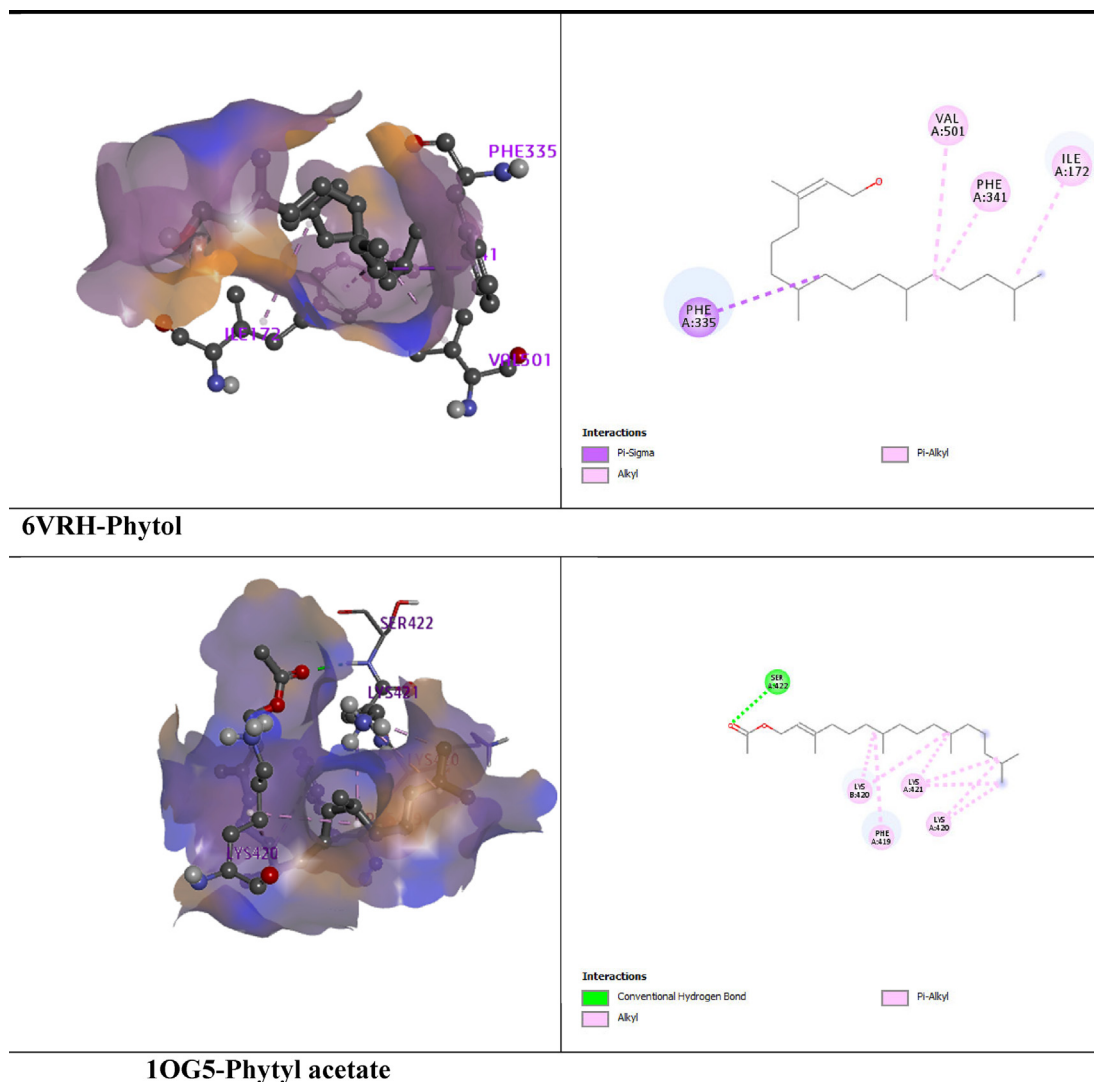 PHE335
41
ILE172
VAL501
VAL
A:501
PHE
A:341
ILE
A:172
O
PHE
A:335
Interactions
Pi-Sigma
Pi-Alkyl
Alkyl
6VRH-Phytol
SER422
LYS421
LYS420
LYS420
SER
A:422
O
O
LYS
B:420
LYS
A:421
LYS
A:420
PHE
A:419
Interactions
Conventional Hydrogen Bond
Pi-Alkyl
Alkyl
1OG5-Phytyl acetate